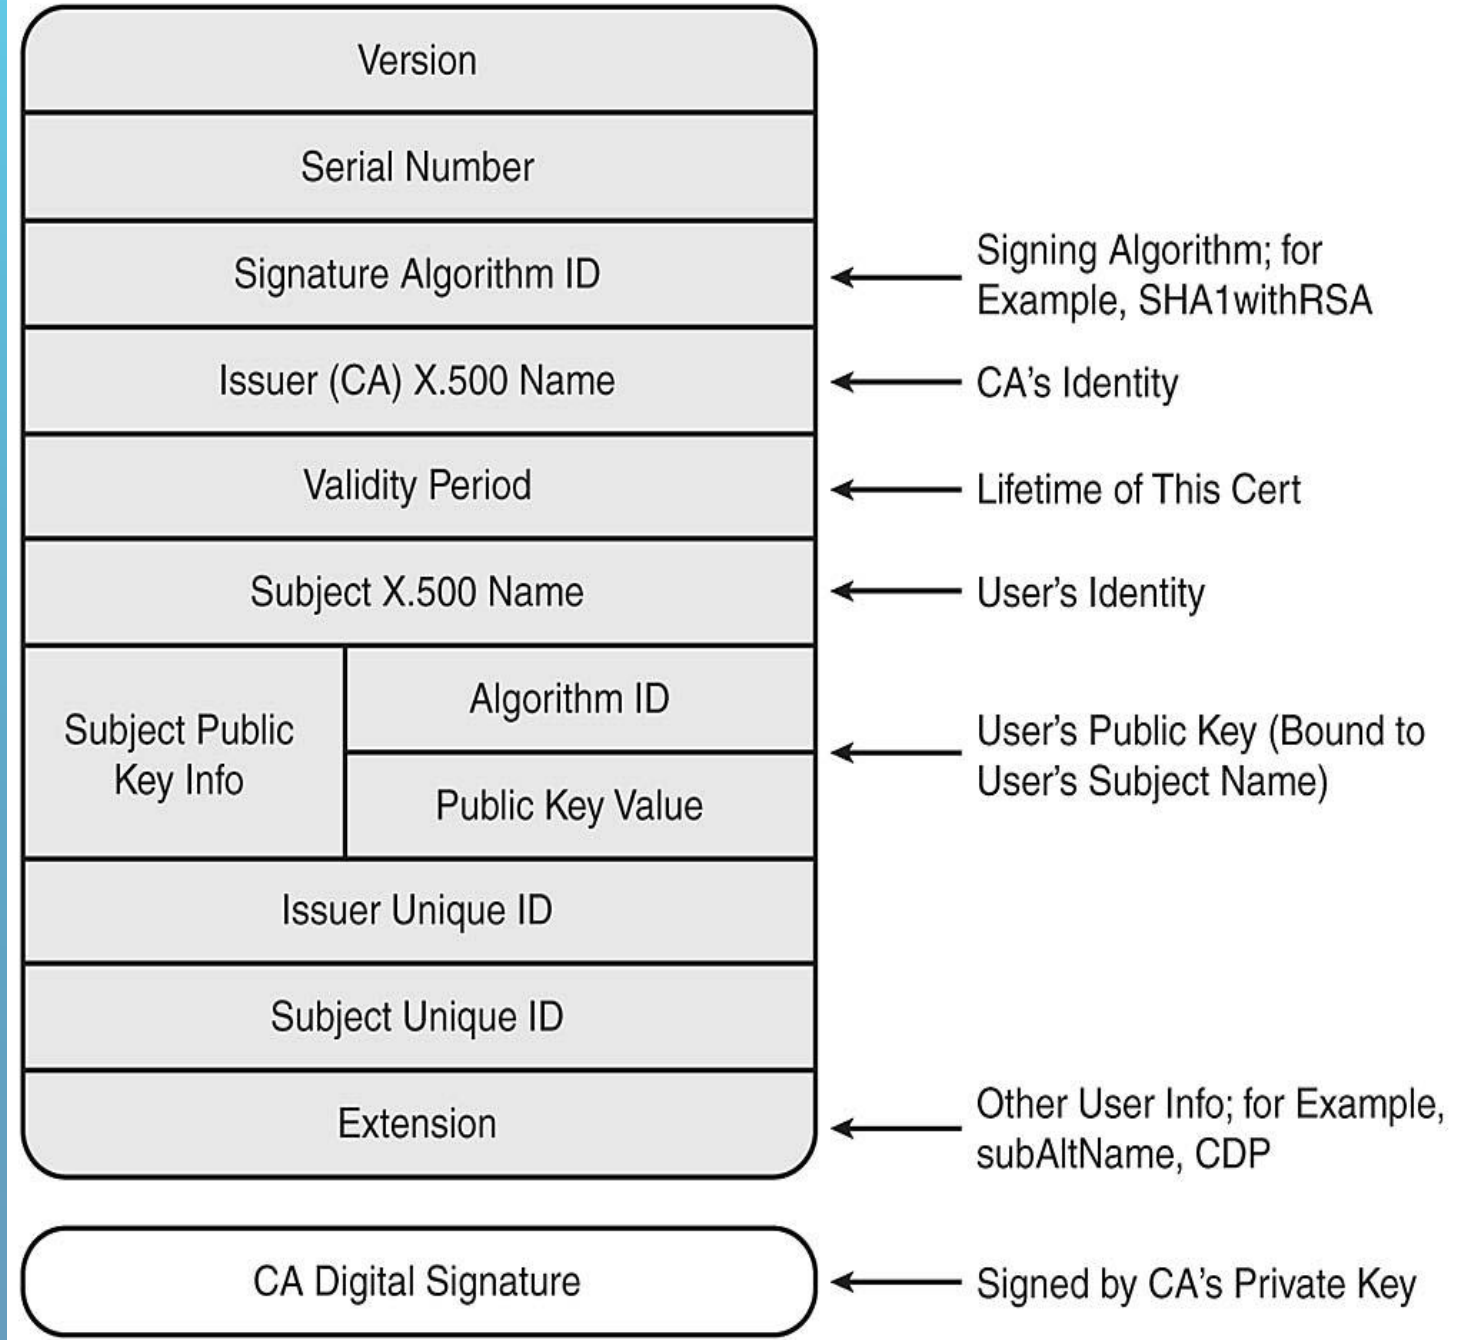 Version
Serial Number
Signature Algorithm ID
Signing Algorithm; for
Example, SHA1withRSA
Issuer (CA) X.500 Name
CA's Identity
Validity Period
Lifetime of This Cert
Subject X.500 Name
User's Identity
Subject Public
Key Info
Algorithm ID
Public Key Value
User's Public Key (Bound to
User's Subject Name)
Issuer Unique ID
Subject Unique ID
Extension
Other User Info; for Example,
subAltName, CDP
CA Digital Signature
Signed by CA's Private Key